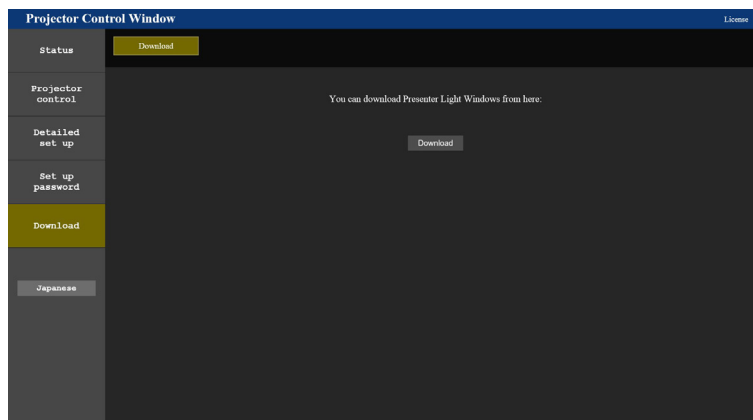 Projector Control Window
License
Status
Download
Projector
control
You can download Presenter Light Windows from here:
Detailed
set up
Download
Set up
password
Download
Japanese